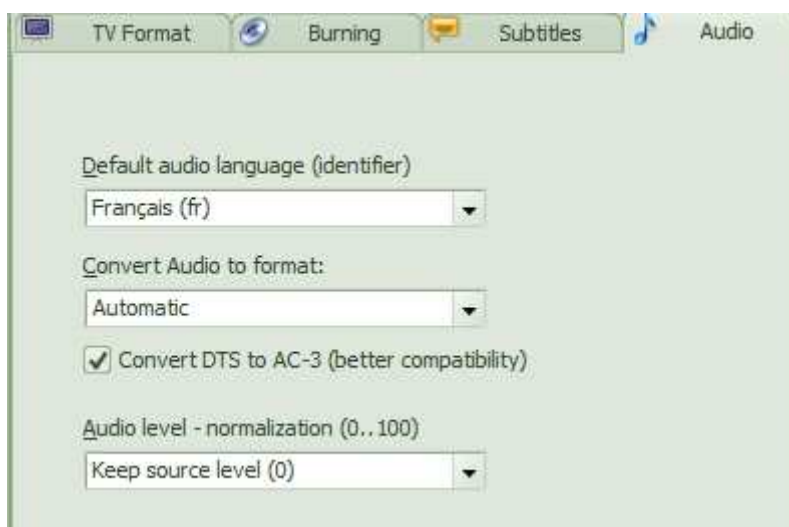 TV Format Burning Subtitles Audio
Default audio language (identifier)
Français (fr)
Convert Audio to format:
Automatic
Convert DTS to AC-3 (better compatibility)
Audio level - normalization (0..100)
Keep source level (0)